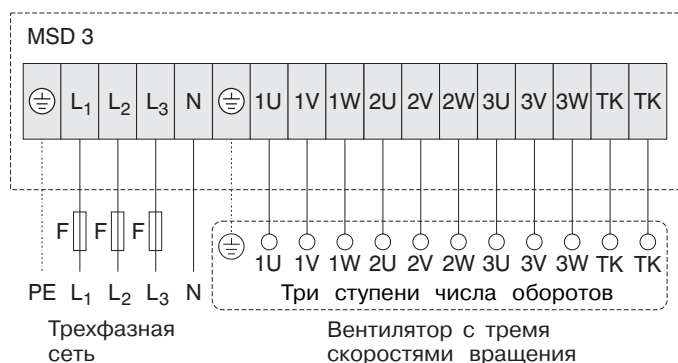 MSD 3
L₁ L₂ L₃ N 1U 1V 1W 2U 2V 2W 3U 3V 3W TK TK
F F F
1U 1V 1W 2U 2V 2W 3U 3V 3W TK TK
PE L₁ L₂ L₃ N
Три ступени числа оборотов
Трехфазная
сеть
Вентилятор с тремя
скоростями вращения